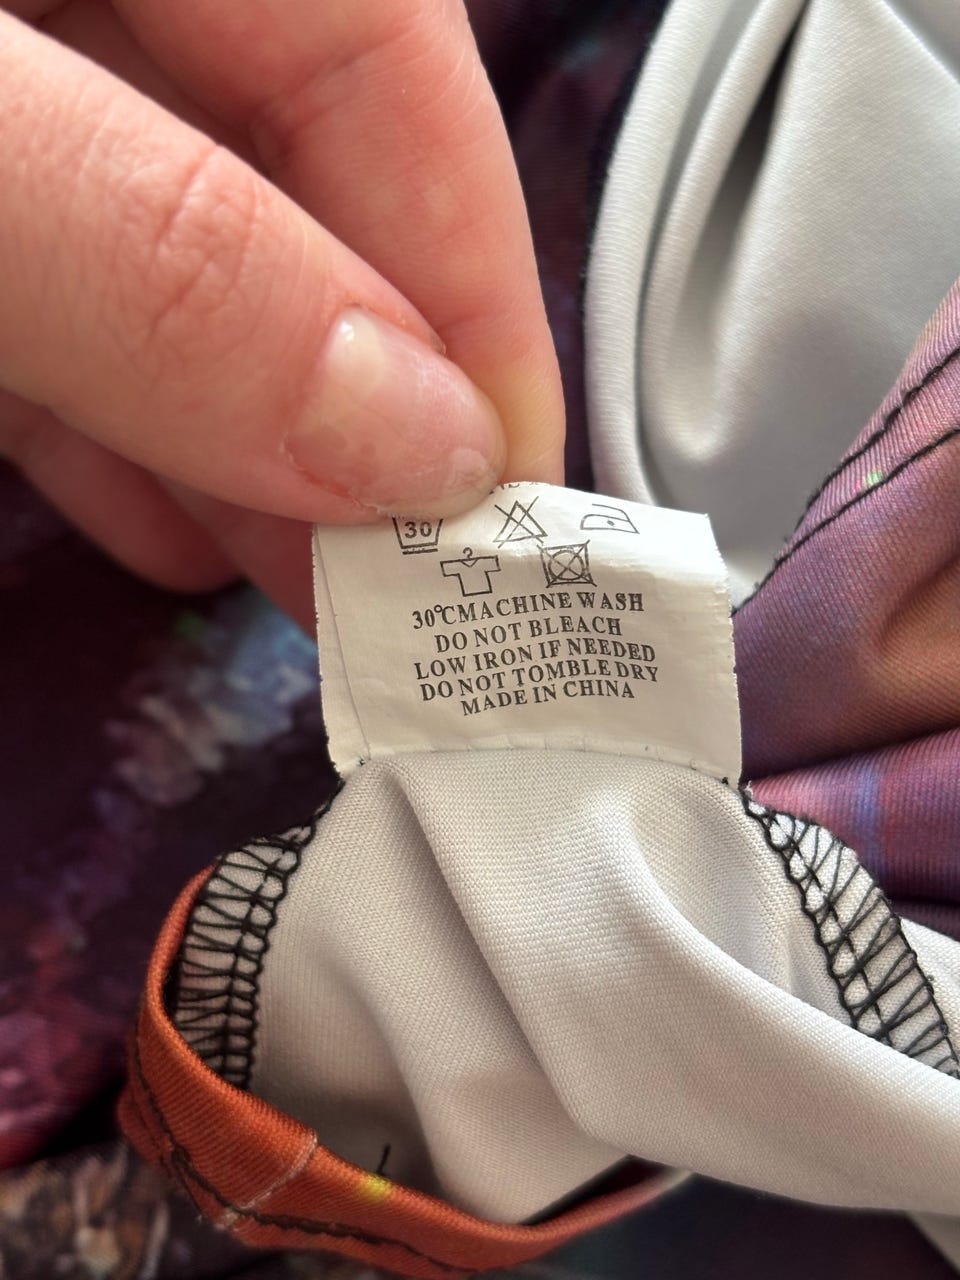 30
30℃MACHINE WASH
DO NOT BLEACH
LOW IRON IF NEEDED
DO NOT TOMBLE DRY
MADE IN CHINA